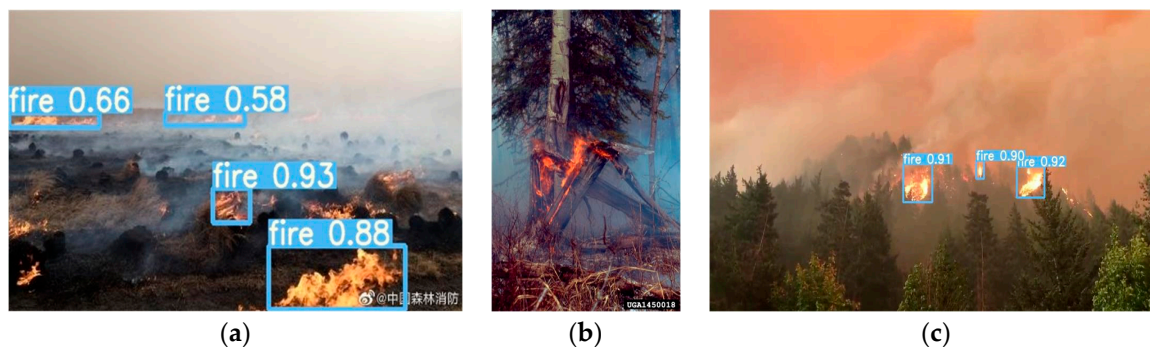 fire 0.66
fire 0.58
fire 0.93
fire 0.88
@中国森林消防
UGA1450018
fire 0.91
fire 0.90
fire 0.92
(a)
(b)
(c)